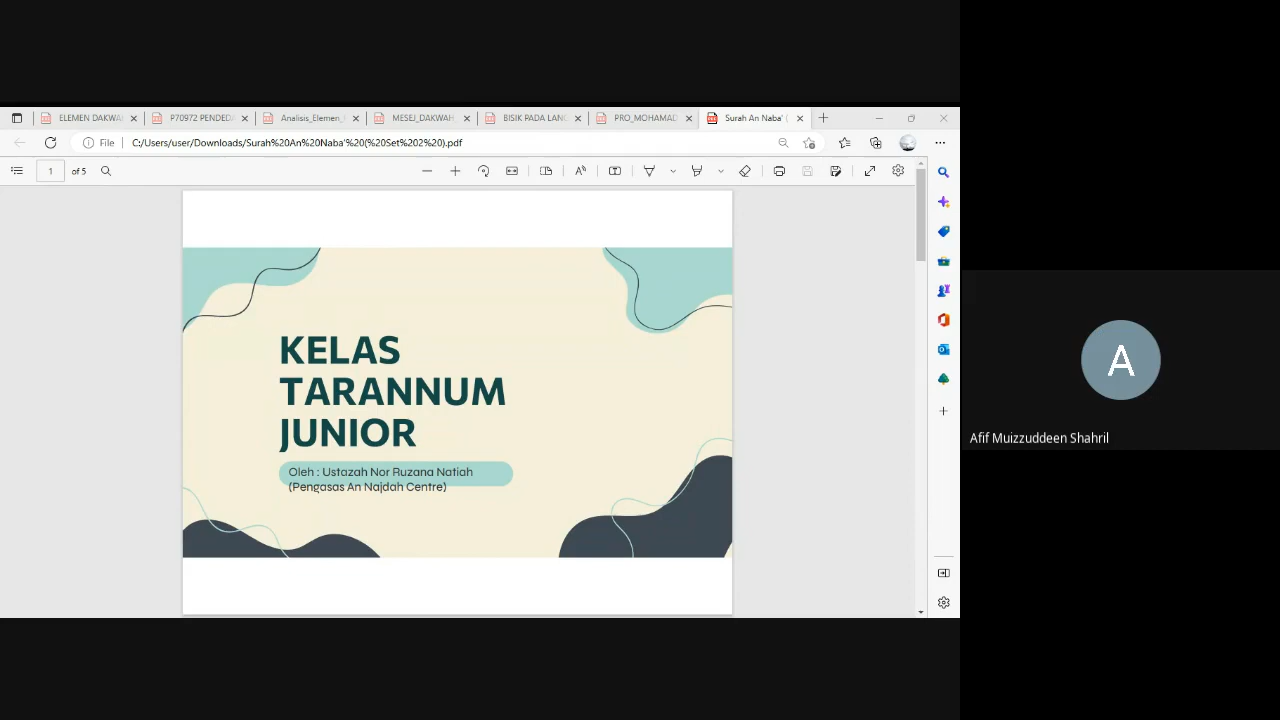 ELEMEN DAKWA
P70972 PENDEDA
Analisis_Elemen_
MESEJ_DAKWAH
BISIK PADA LANG
PRO_MOHAMAD
Surah An Naba' (
File
C:/Users/user/Downloads/Surah%20An%20Naba'%20(%20Set%202%20).pdf
1 of 5
KELAS
TARANNUM
JUNIOR
Oleh : Ustazah Nor Ruzana Natiah
(Pengasas An Najdah Centre)
A
Afif Muizzuddeen Shahril